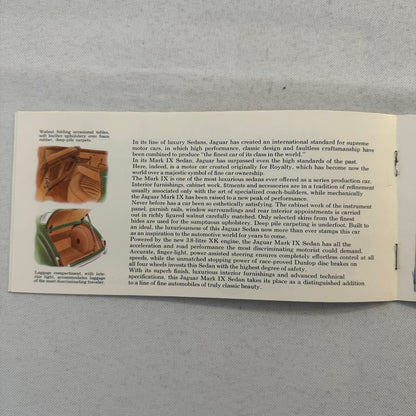 Walnut folding occasional tables,
soft leather upholstery over foam
rubber, deep-pile carpets.
Luggage compartment, with inte-
rior light, accommodates luggage
of the most discriminating traveler.
In its line of luxury Sedans, Jaguar has created an international standard for supreme
motor cars, in which high performance, classic design and faultless craftsmanship have
been combined to produce "the finest car of its class in the world."
In its Mark IX Sedan, Jaguar has surpassed even the high standards of the past.
Here, indeed, is a motor car created originally for Royalty, which has become now the
world over a majestic symbol of fine car ownership.
The Mark IX is one of the most luxurious sedans ever offered as a series production car.
Interior furnishings, cabinet work, fitments and accessories are in a tradition of refinement
usually associated only with the art of specialized coach-builders, while mechanically
the Jaguar Mark IX has been raised to a new peak of performance.
Never before has a car been so esthetically satisfying. The cabinet work of the instrument
panel, garnish rails, window surroundings and rear interior appointments is carried
out in richly figured walnut carefully matched. Only selected skins from the finest
hides are used in the sumptuous upholstery. Deep pile carpeting is underfoot. Built to
an ideal, the luxuriousness of this Jaguar Sedan now more than ever stamps this car
as an inspiration to the automotive world for years to come.
Powered by the new 3.8-litre XK engine, the Jaguar Mark IX Sedan has all the
acceleration and road performance the most discriminating motorist could demand.
Accurate, finger-light, power-assisted steering ensures completely effortless control at all
speeds, while the unmatched stopping power of race-proved Dunlop disc brakes on
all four wheels invests this Sedan with the highest degree of safety.
With its superb finish, luxurious interior furnishings and advanced technical
specifications, this Jaguar Mark IX Sedan takes its place as a distinguished addition
to a line of fine automobiles of truly classic beauty.